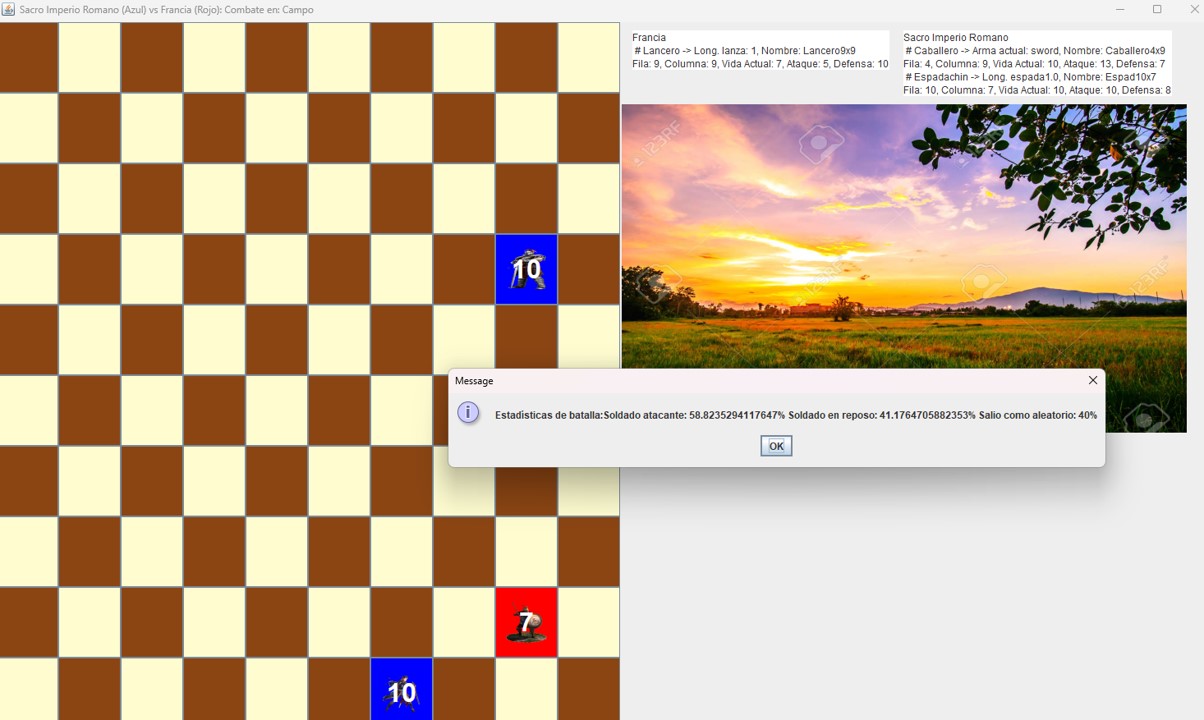 Sacro Imperio Romano (Azul) vs Francia (Rojo): Combate en: Campo
Francia
# Lancero -> Long. lanza: 1, Nombre: Lancero9x9
Fila: 9, Columna: 9, Vida Actual: 7, Ataque: 5, Defensa: 10
Sacro Imperio Romano
# Caballero -> Arma actual: sword, Nombre: Caballero4x9
Fila: 4, Columna: 9, Vida Actual: 10, Ataque: 13, Defensa: 7
# Espadachin -> Long. espada1.0, Nombre: Espad10x7
Fila: 10, Columna: 7, Vida Actual: 10, Ataque: 10, Defensa: 8
123RF
123RF
123RF
10
Message
Estadìsticas de batalla:Soldado atacante: 58.8235294117647% Soldado en reposo: 41.1764705882353% Salio como aleatorio: 40%
OK
7
10